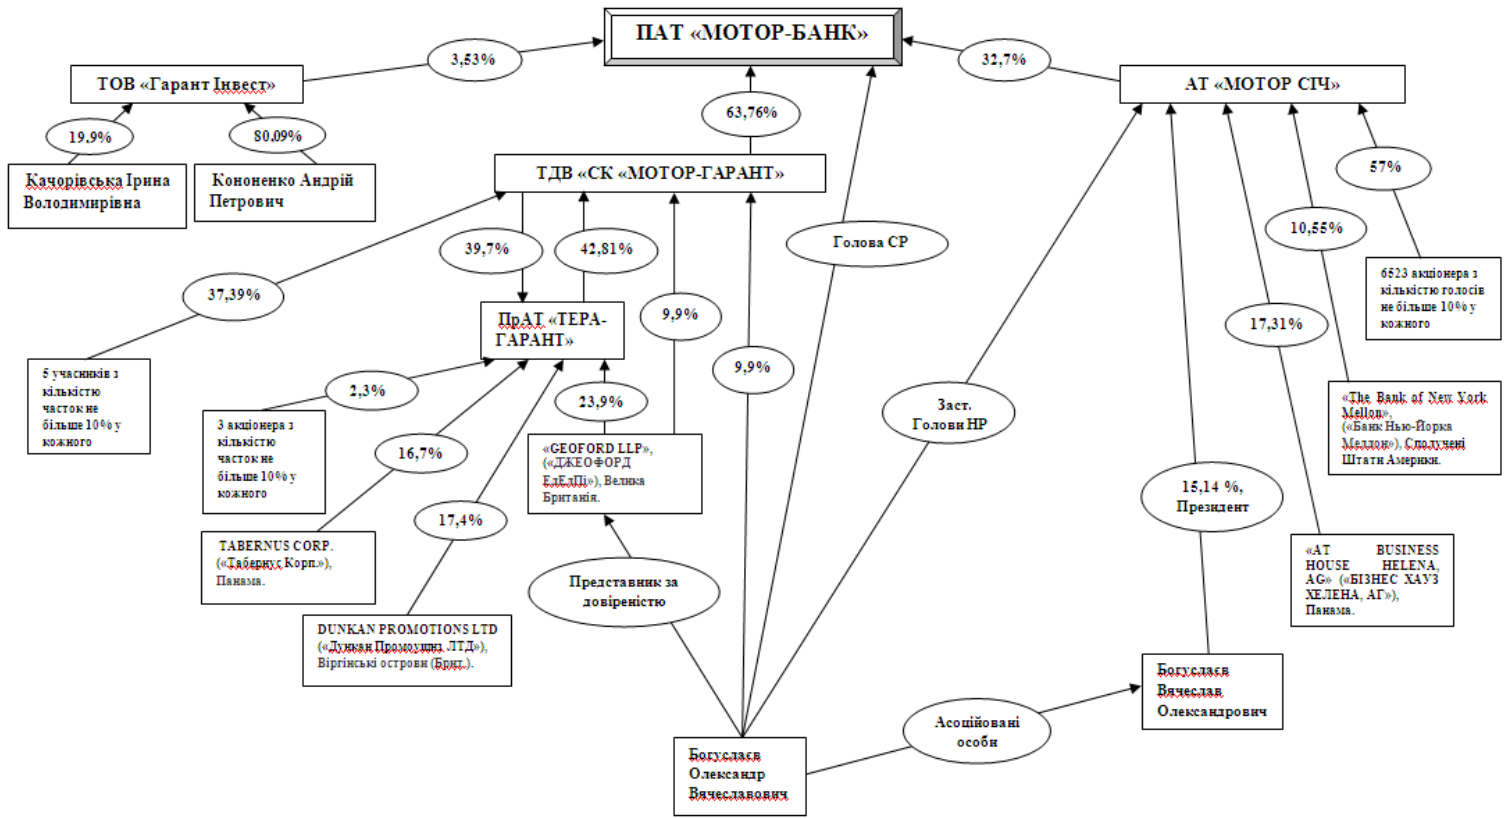 ПАТ «МОТОР-БАНК»
3,53%
32,7%
ТОВ «Гарант Інвест»
АТ «МОТОР СІЧ»
63,76%
19,9%
80.09%
57%
Качорівська Ірина
Володимирівна
Кононенко Андрій
Петрович
ТДВ «СК «МОТОР-ГАРАНТ»
39,7%
42,81%
Голова СР
10,55%
37,39%
9,9%
6523 акціонера з
кількістю голосів
не більше 10% у
кожного
ПрАТ «ТЕРА-
ГАРАНТ»
17,31%
9,9%
5 учасників з
кількістю
часток не
більше 10% у
кожного
2,3%
23,9%
Заст.
Голови НР
«The Bank of New York
Mellon»,
(«Банк Нью-Йорка
Меллон»), Сполучені
Штати Америки.
3 акціонера з
кількістю
часток не
більше 10% у
кожного
16,7%
«GEOFORD LLP»,
(«ДЖЕОФОРД
ЕлЕлПі»), Велика
Британія.
15,14 %,
Президент
17,4%
TABERNUS CORP.
(«Табернус Корп.»),
Панама.
«AT BUSINESS
HOUSE HELENA,
AG» («БІЗНЕС ХАУЗ
ХЕЛЕНА, АГ»),
Панама.
Представник за
довіреністю
DUNKAN PROMOTIONS LTD
(«Дункан Промоушнз ЛТД»),
Віргінські острови (Брит.).
Богуслаєв
Вячеслав
Олександрович
Асоційовані
особи
Богуслаєв
Олександр
Вячеславович